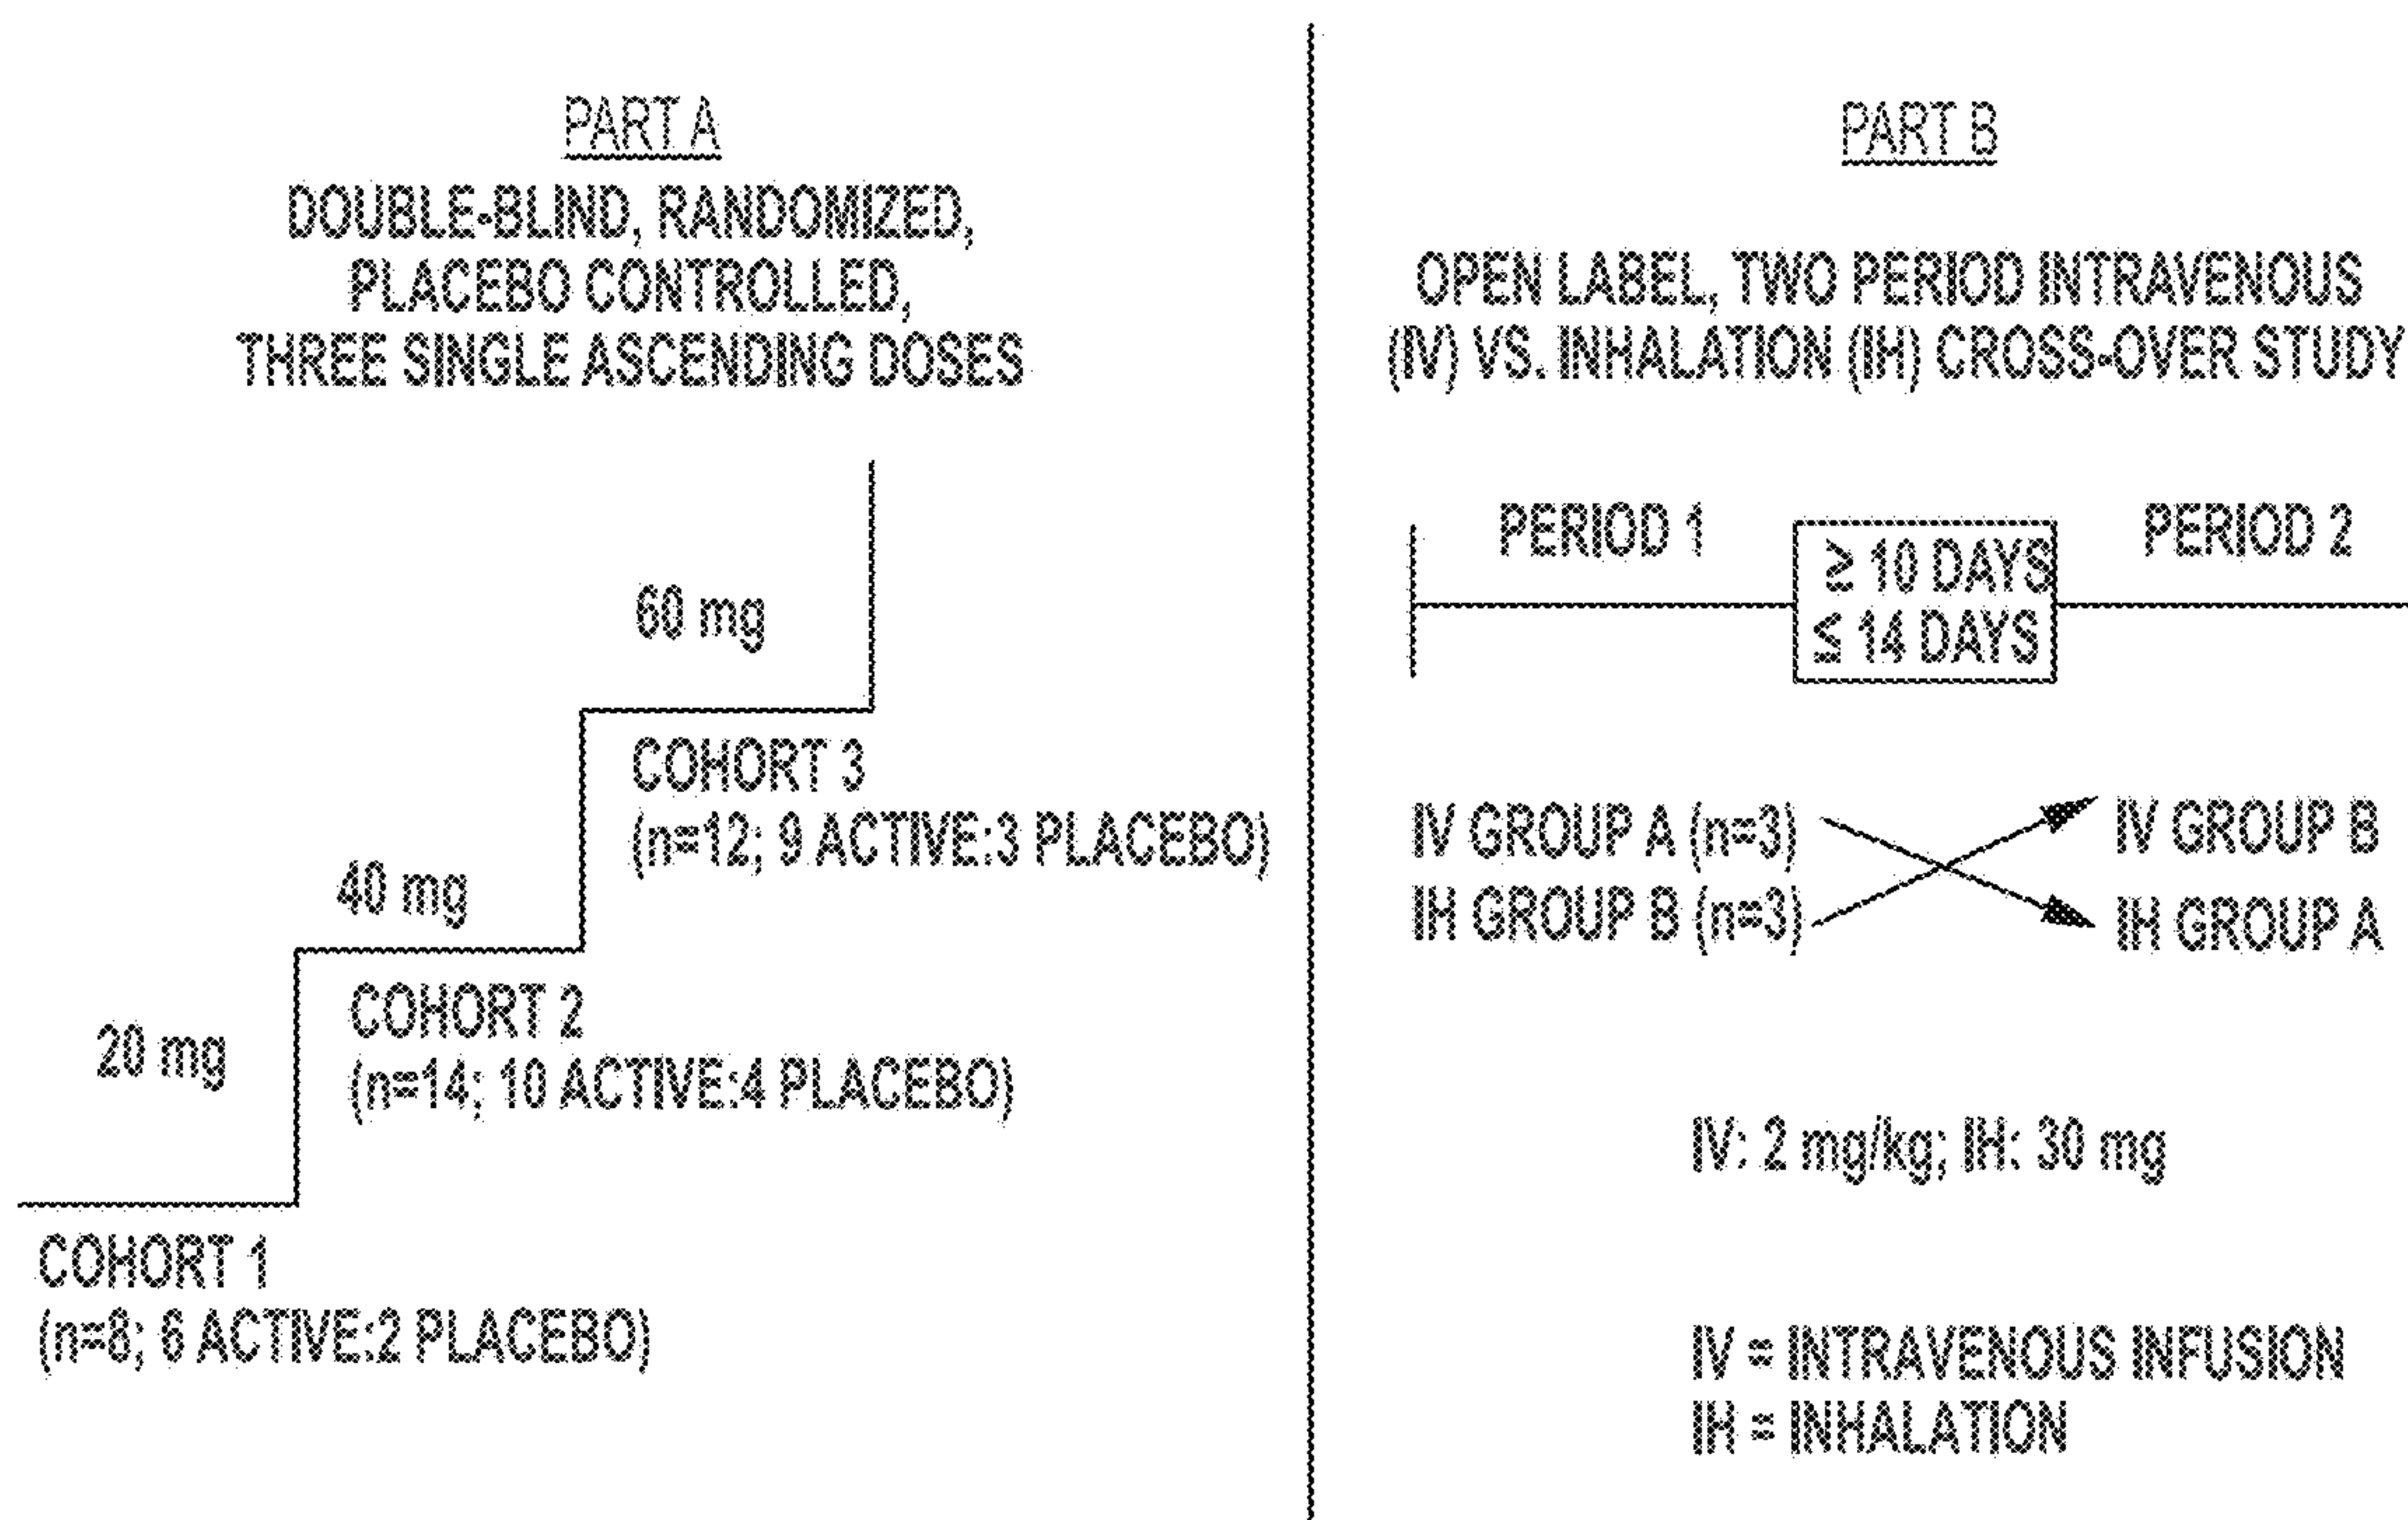 PART A
DOUBLE-BLIND, RANDOMIZED,
PLACEBO CONTROLLED,
THREE SINGLE ASCENDING DOSES
60 mg
COHORT 3
(n=12; 9 ACTIVE:3 PLACEBO)
40 mg
COHORT 2
(n=14; 10 ACTIVE:4 PLACEBO)
20 mg
COHORT 1
(n=8; 6 ACTIVE:2 PLACEBO)
PART B
OPEN LABEL, TWO PERIOD INTRAVENOUS
(IV) VS. INHALATION (IH) CROSS-OVER STUDY
PERIOD 1
≥ 10 DAYS
≤ 14 DAYS
PERIOD 2
IV GROUP A (n=3)
IH GROUP B (n=3)
IV GROUP B
IH GROUP A
IV: 2 mg/kg; IH: 30 mg
IV = INTRAVENOUS INFUSION
IH = INHALATION